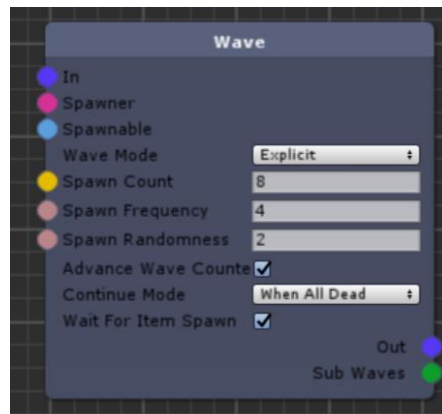 Wave
In
Spawner
Spawnable
Wave Mode Explicit
Spawn Count 8
Spawn Frequency 4
Spawn Randomness 2
Advance Wave Counte
Continue Mode When All Dead
Wait For Item Spawn
Out
Sub Waves